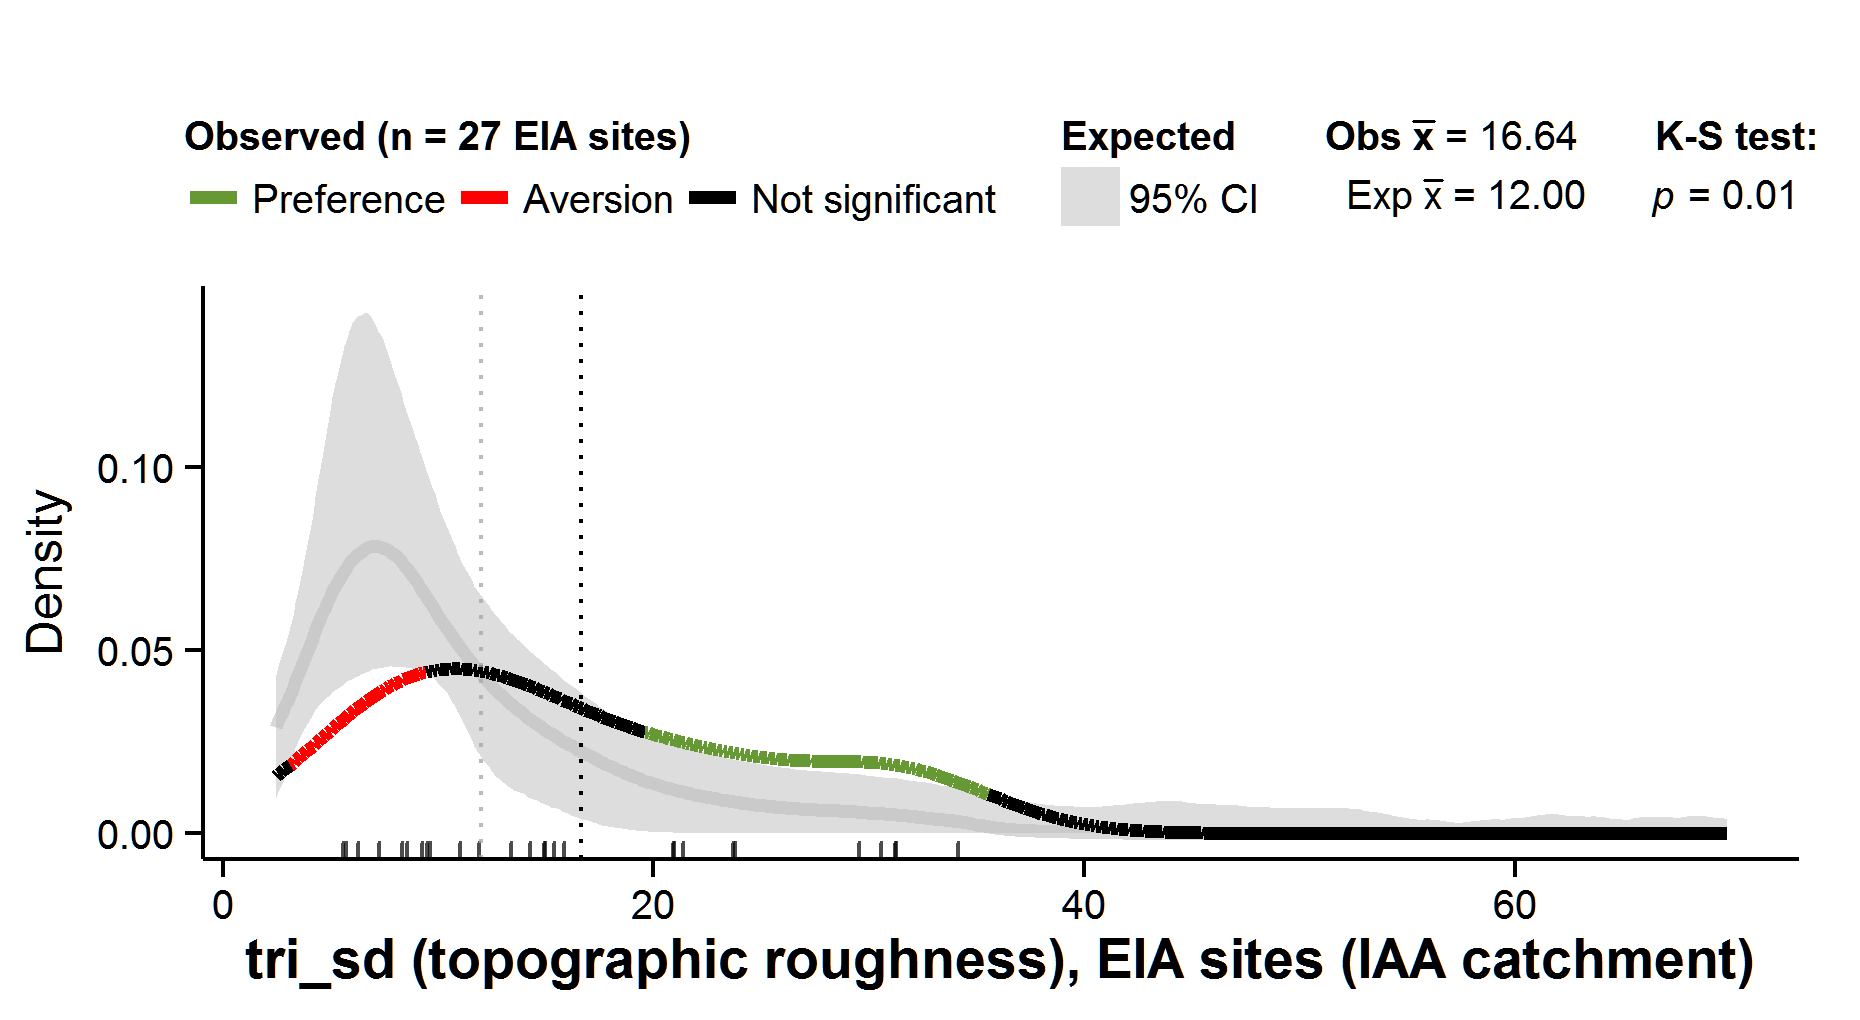 Observed (n = 27 EIA sites) Expected Obs x̅ = 16.64 K-S test:
Preference Aversion Not significant 95% CI Exp x̅ = 12.00 p = 0.01
Density
0.10
0.05
0.00
0 20 40 60
tri_sd (topographic roughness), EIA sites (IAA catchment)